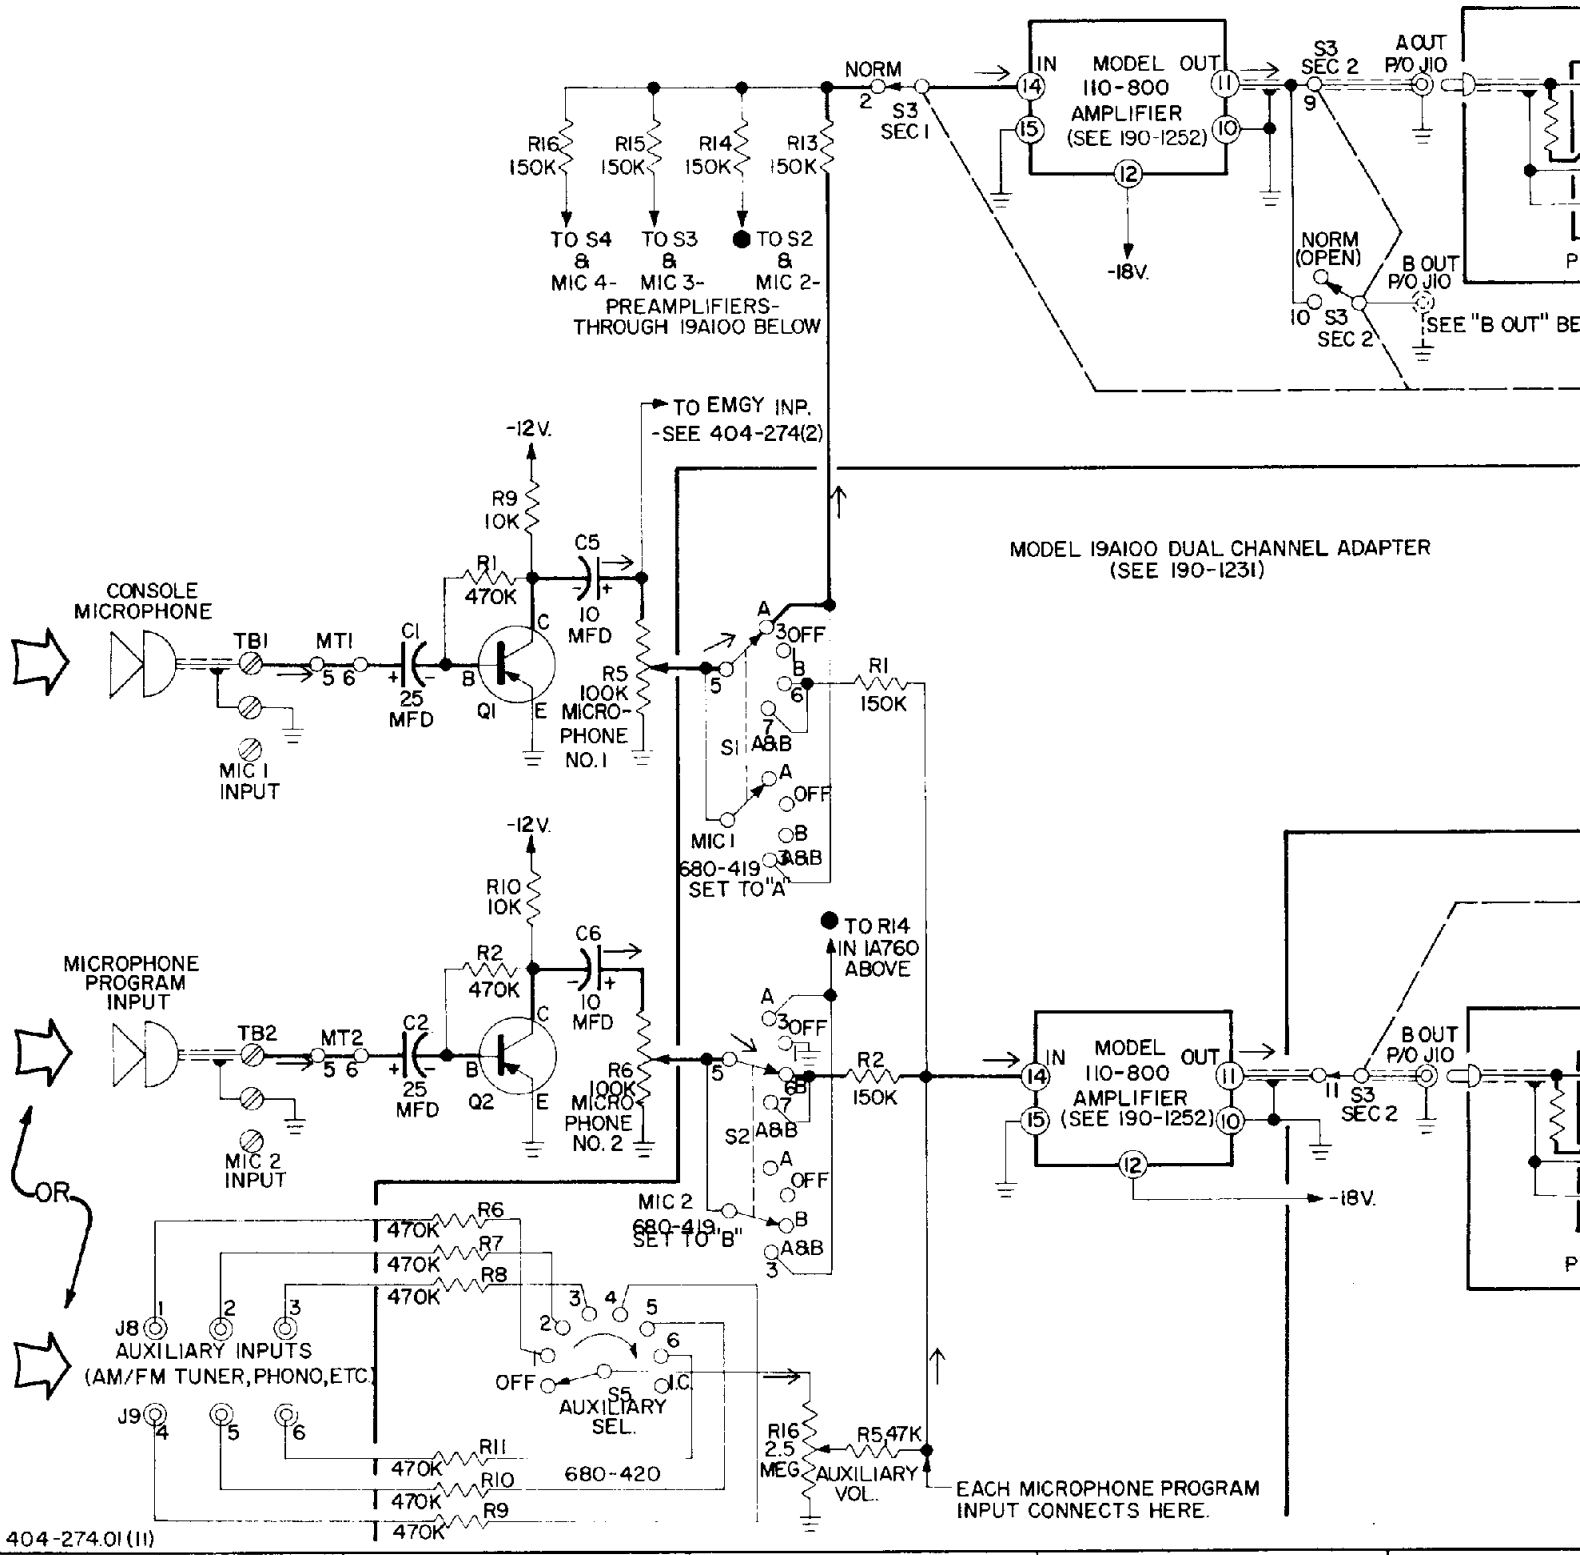 NORM
2
S3
SEC 1
IN
14
15
MODEL
110-800
AMPLIFIER
(SEE 190-1252)
OUT
11
10
12
-18V.
S3
SEC 2
9
A OUT
P/O J10
R16
150K
R15
150K
R14
150K
R13
150K
TO S4
&
MIC 4-
TO S3
&
MIC 3-
TO S2
&
MIC 2-
PREAMPLIFIERS-
THROUGH 19A100 BELOW
NORM
(OPEN)
10
S3
SEC 2
B OUT
P/O J10
SEE "B OUT" BE
P
TO EMGY INP.
-SEE 404-274(2)
-12V.
R9
10K
R1
470K
C5
- +
10
MFD
MODEL 19A100 DUAL CHANNEL ADAPTER
(SEE 190-1231)
CONSOLE
MICROPHONE
TB1
MT1
5 6
C1
+ -
25
MFD
B
C
E
Q1
R5
100K
MICRO-
PHONE
NO. 1
MIC 1
INPUT
5
A
3
OFF
1
B
6
7
A&B
S1
R1
150K
A
OFF
B
3
A&B
MIC 1
680-419
SET TO "A"
-12V.
R10
10K
R2
470K
C6
- +
10
MFD
TO R14
IN 1A760
ABOVE
MICROPHONE
PROGRAM
INPUT
TB2
MT2
5 6
C2
+ -
25
MFD
B
C
E
Q2
R6
100K
MICRO
PHONE
NO. 2
MIC 2
INPUT
5
A
3
OFF
1
B
6
7
A&B
S2
R2
150K
A
OFF
B
A&B
3
MIC 2
680-419
SET TO "B"
IN
14
15
MODEL
110-800
AMPLIFIER
(SEE 190-1252)
OUT
11
10
12
-18V.
11
S3
SEC 2
B OUT
P/O J10
P
OR
R6
470K
R7
470K
R8
470K
J8
1
2
3
AUXILIARY INPUTS
(AM/FM TUNER, PHONO, ETC.
J9
4
5
6
OFF
1
2
3
4
5
6
I.C.
S5
AUXILIARY
SEL.
680-420
R11
470K
R10
470K
R9
470K
R16
2.5
MEG
R5,47K
AUXILIARY
VOL.
EACH MICROPHONE PROGRAM
INPUT CONNECTS HERE.
404-274.01(11)